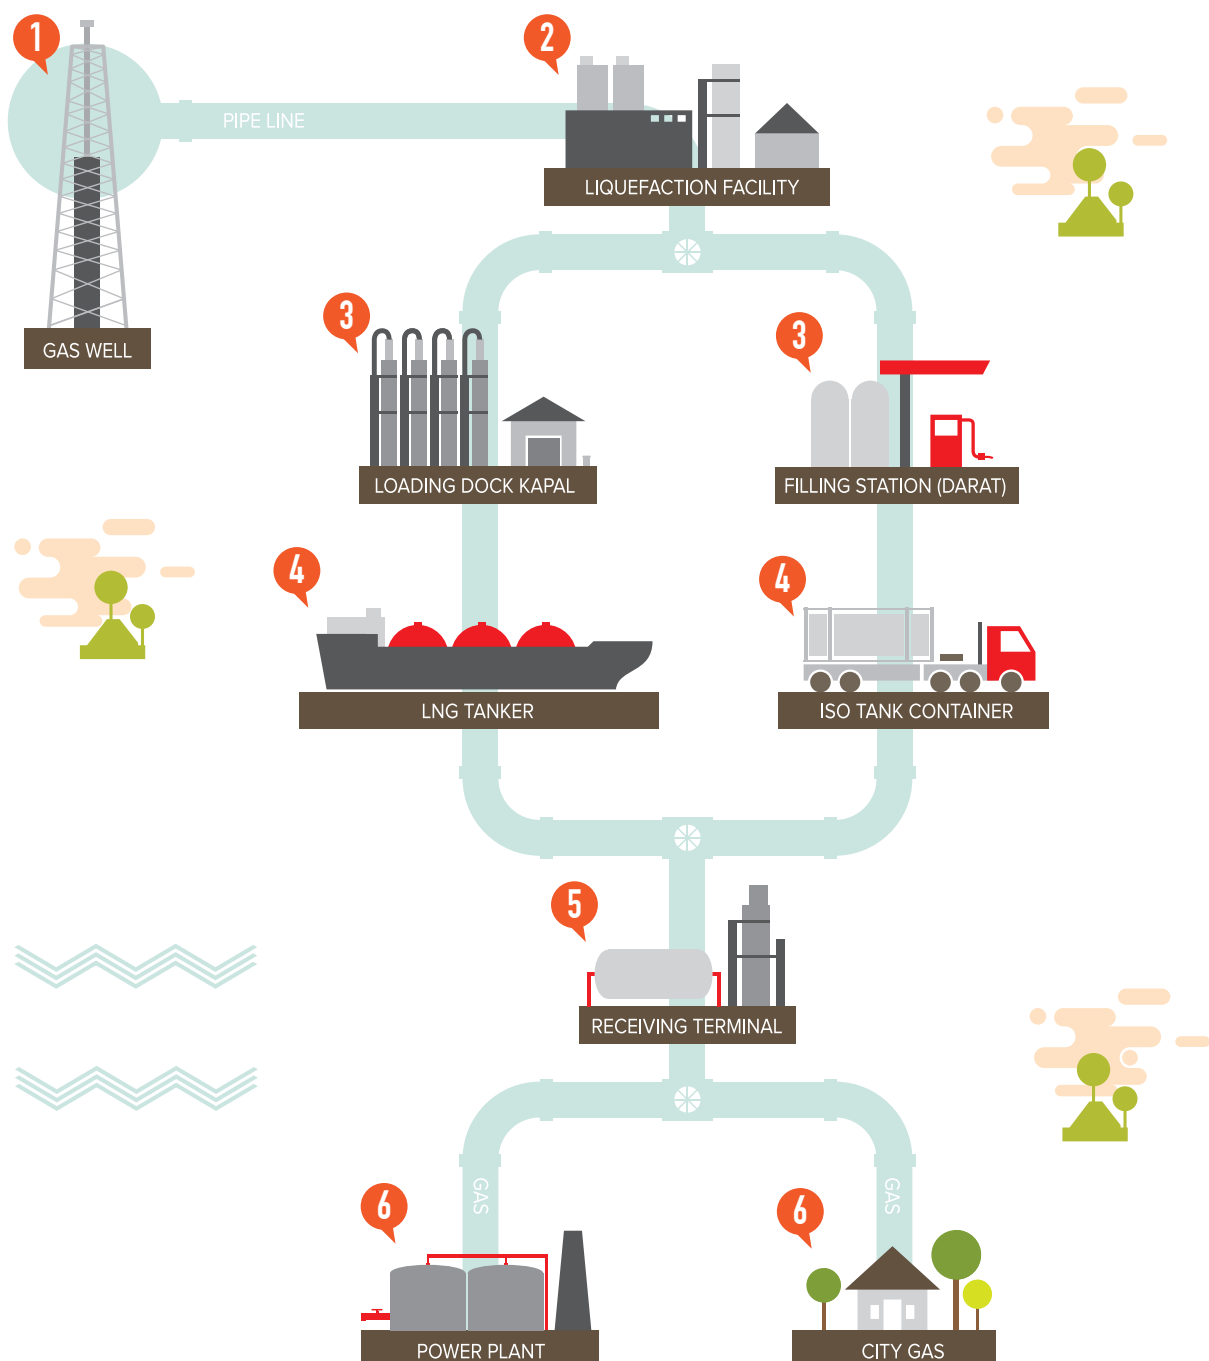 1
2
PIPE LINE
LIQUEFACTION FACILITY
GAS WELL
3
3
LOADING DOCK KAPAL
FILLING STATION (DARAT)
4
4
LNG TANKER
ISO TANK CONTAINER
5
RECEIVING TERMINAL
GAS
GAS
6
6
POWER PLANT
CITY GAS